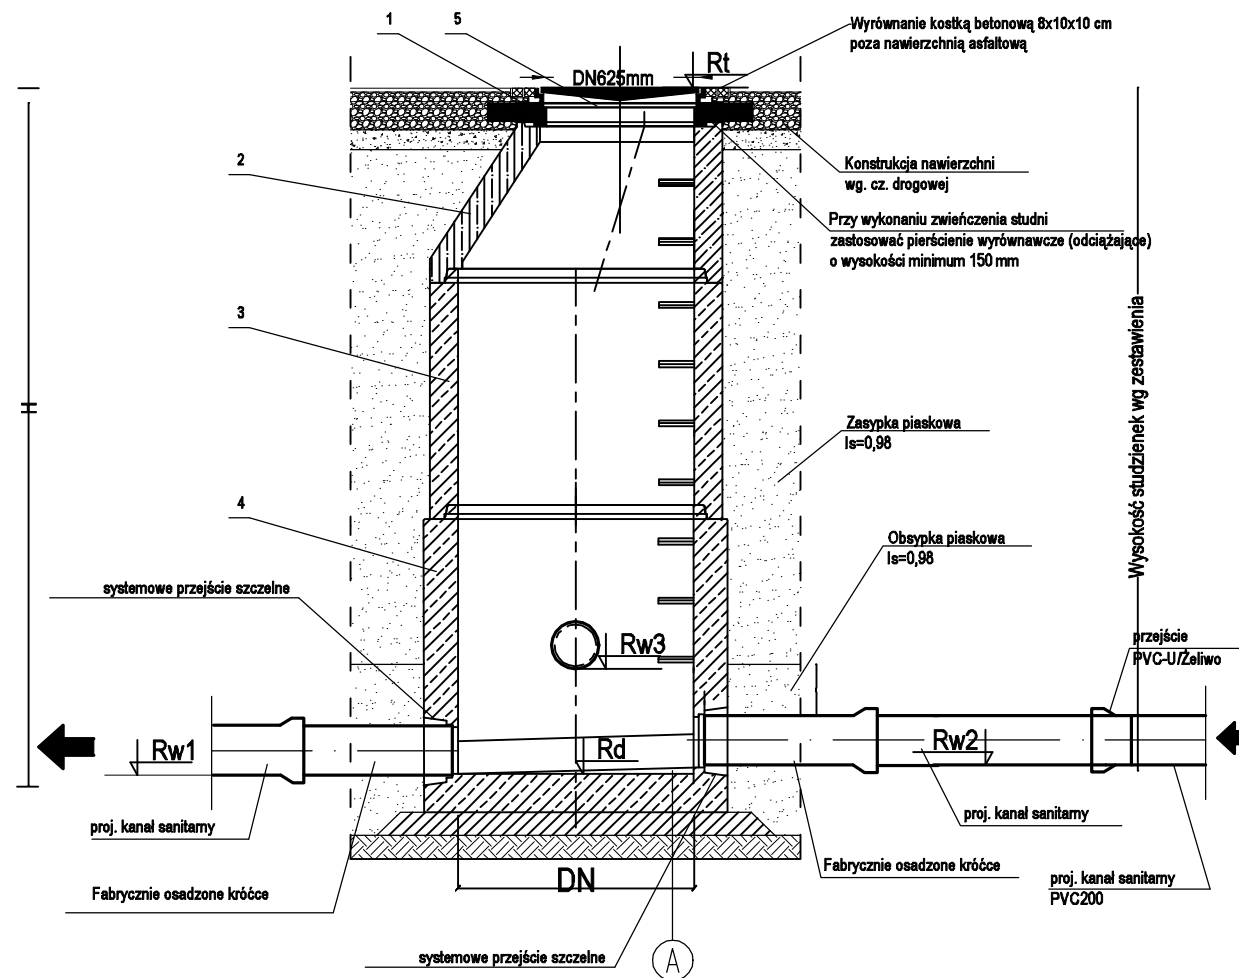 1
5
Wyrównanie kostką betonową 8x10x10 cm
poza nawierzchnią asfaltową
Rt
DN625mm
2
Konstrukcja nawierzchni
wg. cz. drogowej
Przy wykonaniu zwieńczenia studni
zastosować pierścienie wyrównawcze (odciążające)
o wysokości minimum 150 mm
3
Wysokość studzienek wg zestawienia
Zasypka piaskowa
Is=0,98
4
Obsypka piaskowa
Is=0,98
systemowe przejście szczelne
Rw3
przejście
PVC-U/Żeliwo
Rw1
Rd
Rw2
proj. kanał sanitarny
proj. kanał sanitarny
Fabrycznie osadzone króćce
Fabrycznie osadzone króćce
DN
proj. kanał sanitarny
PVC200
systemowe przejście szczelne
A